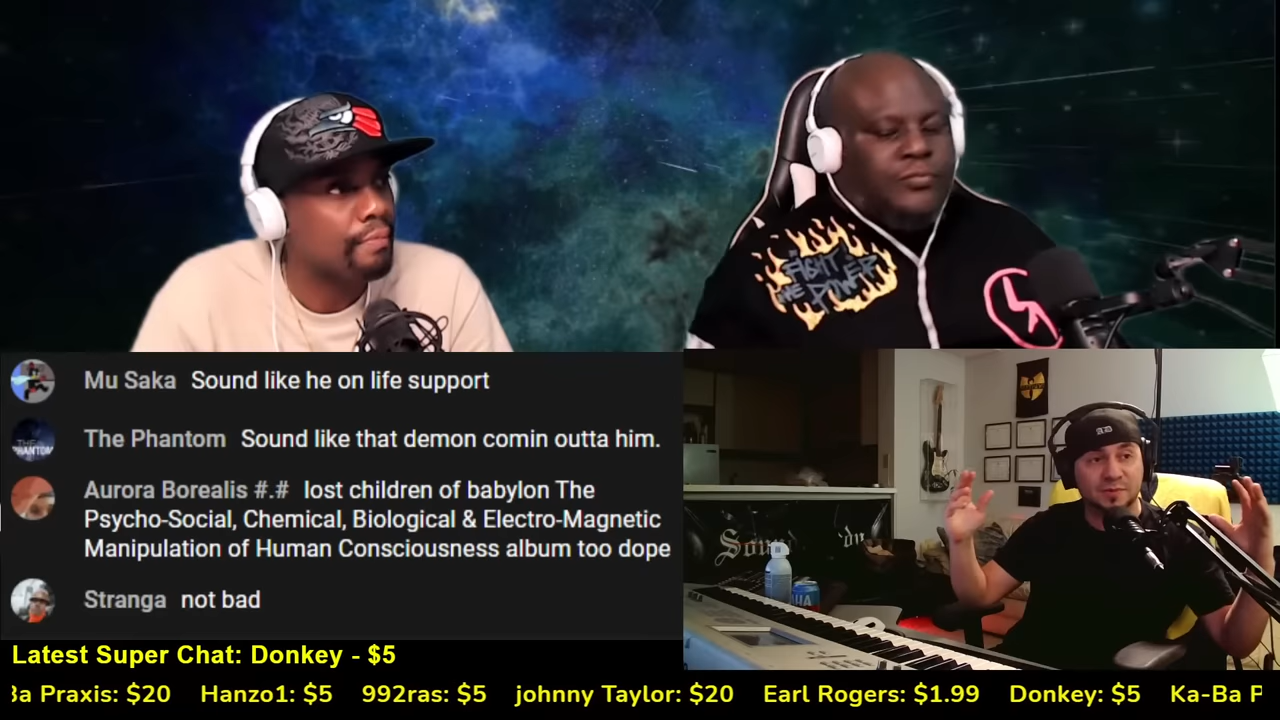 FIGHT
THE POWER
Mu Saka Sound like he on life support
The Phantom Sound like that demon comin outta him.
Aurora Borealis #.# lost children of babylon The
Psycho-Social, Chemical, Biological & Electro-Magnetic
Manipulation of Human Consciousness album too dope
Stranga not bad
Latest Super Chat: Donkey - $5
3a Praxis: $20 Hanzo1: $5 992ras: $5 johnny Taylor: $20 Earl Rogers: $1.99 Donkey: $5 Ka-Ba P